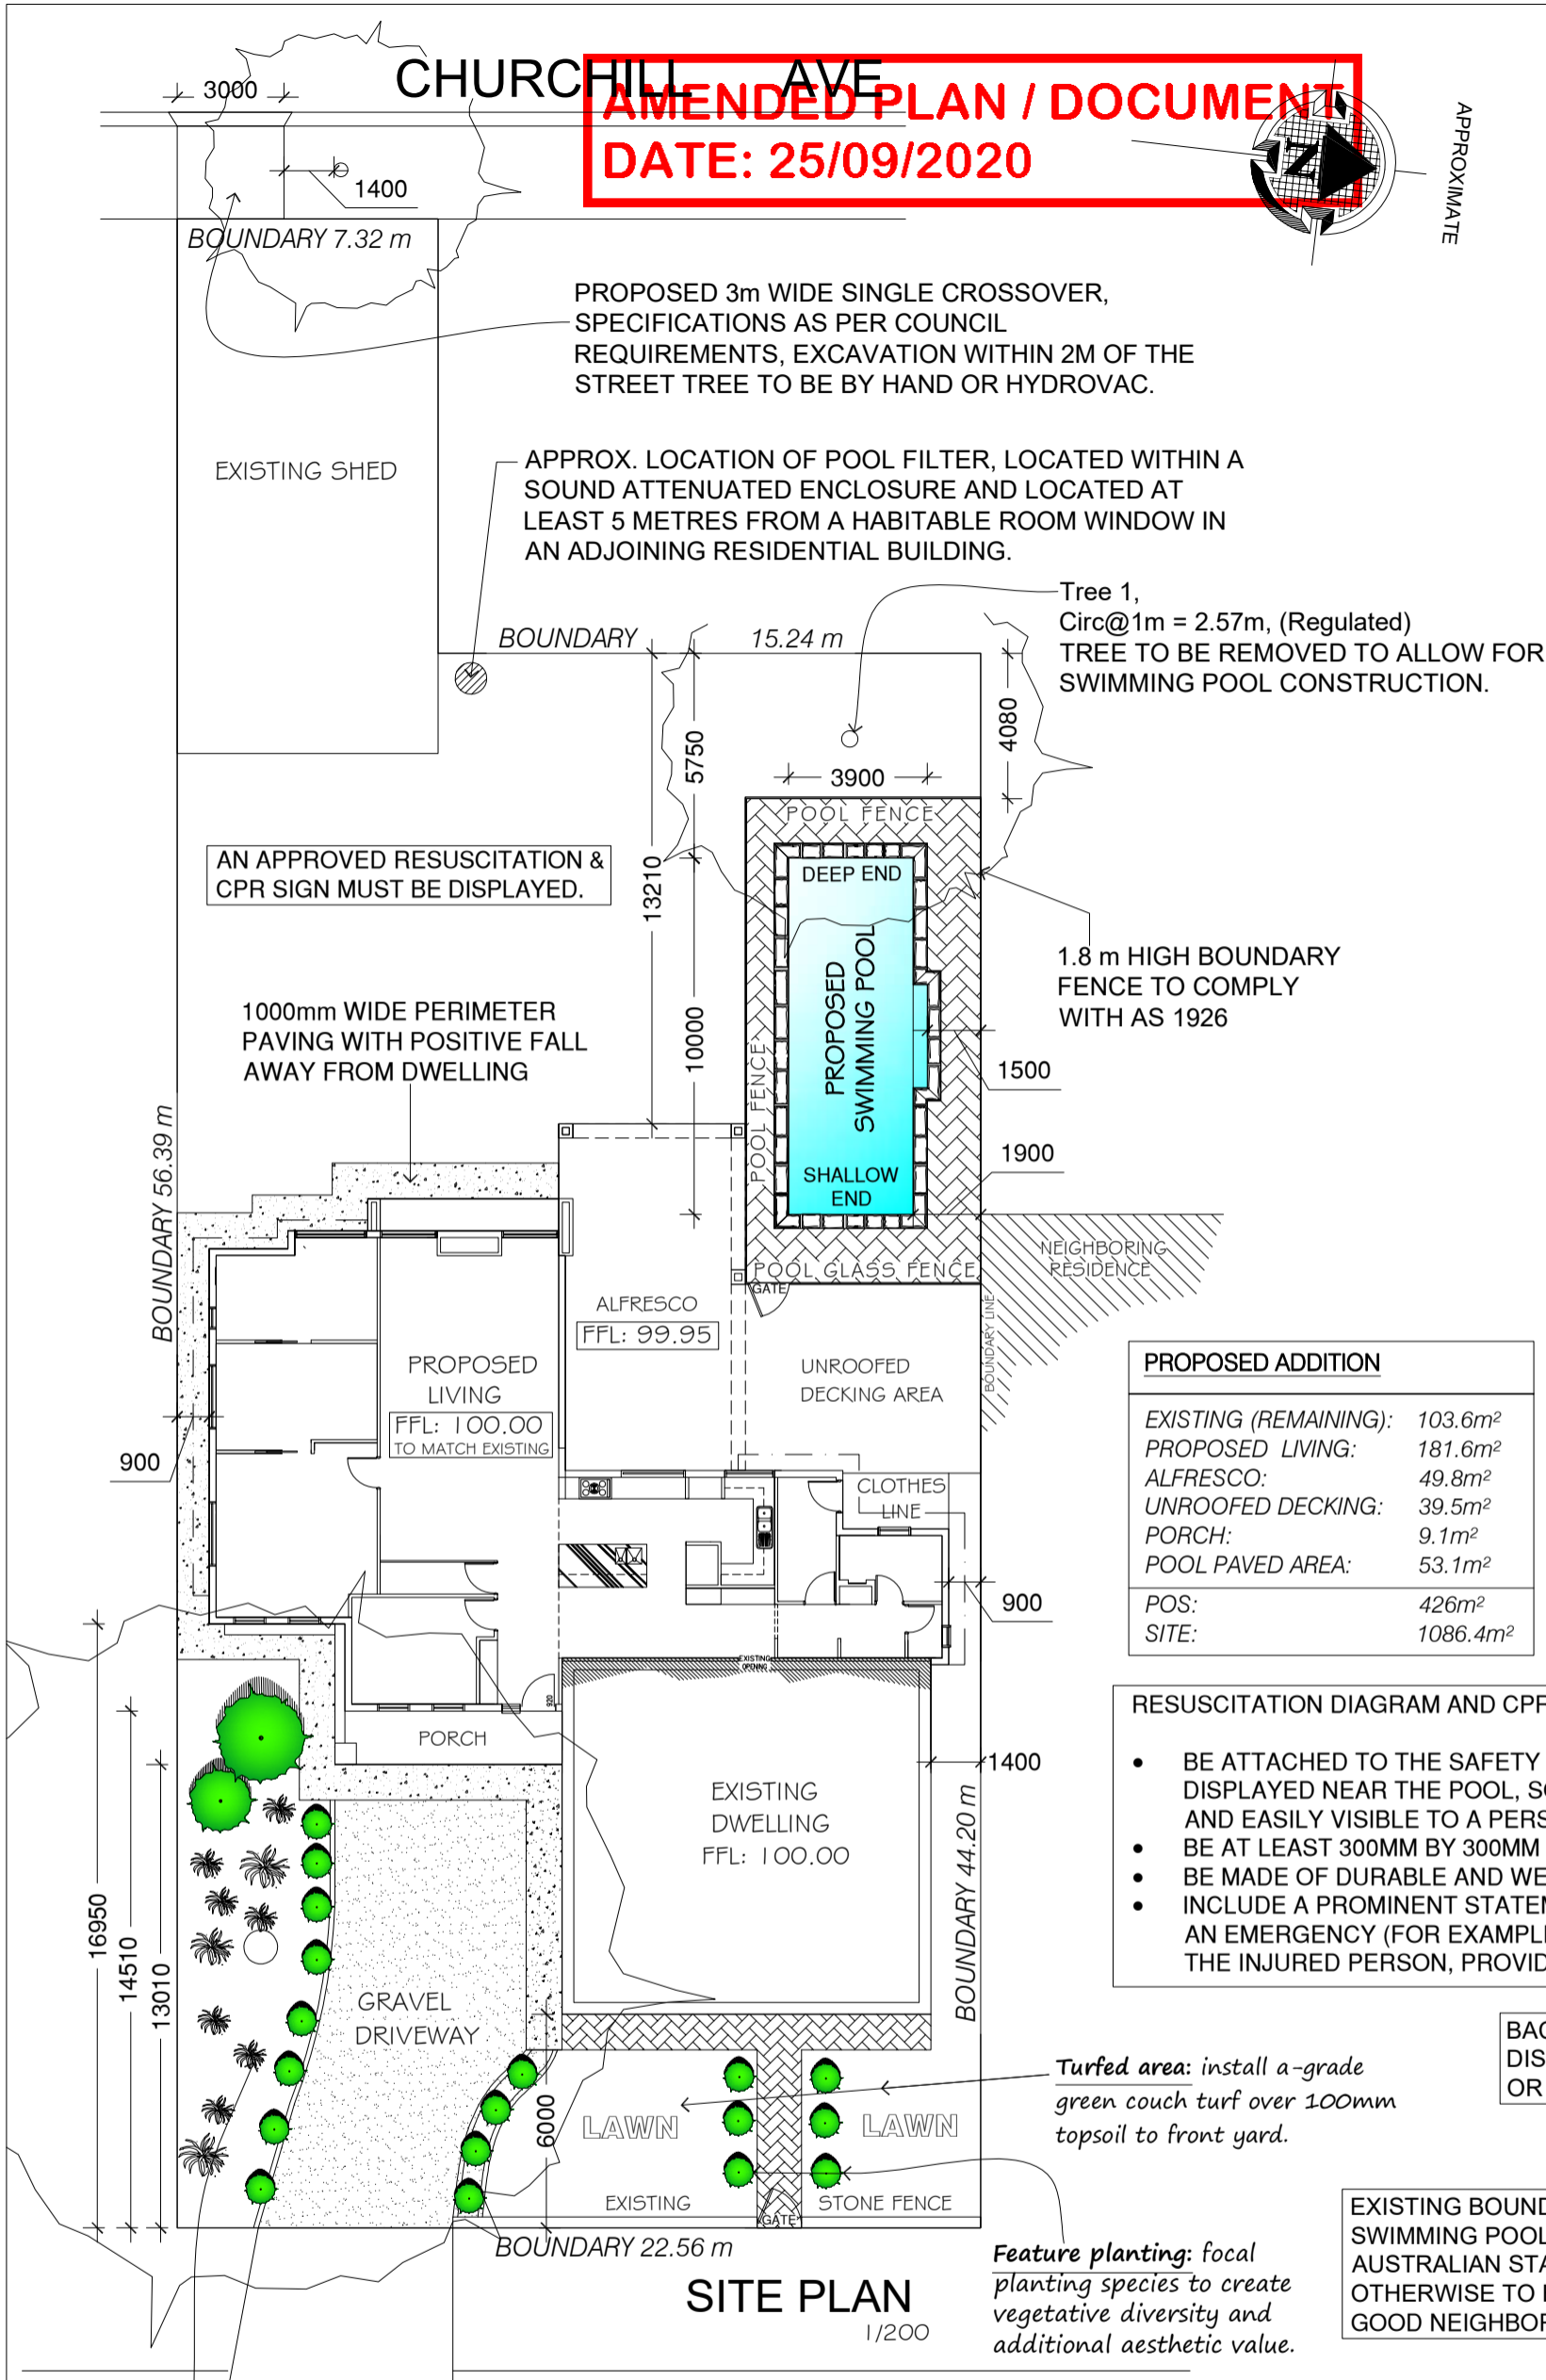 CHURCHILL AVE
AMENDED PLAN / DOCUMENT
DATE: 25/09/2020
N
APPROXIMATE
3000
1400
BOUNDARY 7.32 m
PROPOSED 3m WIDE SINGLE CROSSOVER,
SPECIFICATIONS AS PER COUNCIL
REQUIREMENTS, EXCAVATION WITHIN 2M OF THE
STREET TREE TO BE BY HAND OR HYDROVAC.
EXISTING SHED
APPROX. LOCATION OF POOL FILTER, LOCATED WITHIN A
SOUND ATTENUATED ENCLOSURE AND LOCATED AT
LEAST 5 METRES FROM A HABITABLE ROOM WINDOW IN
AN ADJOINING RESIDENTIAL BUILDING.
Tree 1,
Circ@1m = 2.57m, (Regulated)
TREE TO BE REMOVED TO ALLOW FOR
SWIMMING POOL CONSTRUCTION.
BOUNDARY 15.24 m
4080
5750
3900
POOL FENCE
13210
AN APPROVED RESUSCITATION &
CPR SIGN MUST BE DISPLAYED.
DEEP END
PROPOSED
SWIMMING POOL
1.8 m HIGH BOUNDARY
FENCE TO COMPLY
WITH AS 1926
1000mm WIDE PERIMETER
PAVING WITH POSITIVE FALL
AWAY FROM DWELLING
10000
POOL FENCE
1500
1900
SHALLOW
END
BOUNDARY 56.39 m
NEIGHBORING
RESIDENCE
POOL GLASS FENCE
GATE
ALFRESCO
FFL: 99.95
BOUNDARY LINE
UNROOFED
DECKING AREA
PROPOSED
LIVING
FFL: 100.00
TO MATCH EXISTING
900
CLOTHES
LINE
900
PROPOSED ADDITION
EXISTING (REMAINING): 103.6m²
PROPOSED LIVING: 181.6m²
ALFRESCO: 49.8m²
UNROOFED DECKING: 39.5m²
PORCH: 9.1m²
POOL PAVED AREA: 53.1m²
POS: 426m²
SITE: 1086.4m²
EXISTING
OPENING
920
PORCH
1400
EXISTING
DWELLING
FFL: 100.00
BOUNDARY 44.20 m
RESUSCITATION DIAGRAM AND CPR
• BE ATTACHED TO THE SAFETY
DISPLAYED NEAR THE POOL, SO
AND EASILY VISIBLE TO A PERS
• BE AT LEAST 300MM BY 300MM
• BE MADE OF DURABLE AND WE
• INCLUDE A PROMINENT STATEM
AN EMERGENCY (FOR EXAMPLE
THE INJURED PERSON, PROVID
16950
14510
13010
GRAVEL
DRIVEWAY
6000
BAC
DIS
OR
Turfed area: install a-grade
green couch turf over 100mm
topsoil to front yard.
LAWN
LAWN
EXISTING STONE FENCE
GATE
BOUNDARY 22.56 m
EXISTING BOUND
SWIMMING POOL
AUSTRALIAN STA
OTHERWISE TO
GOOD NEIGHBOR
Feature planting: focal
planting species to create
vegetative diversity and
additional aesthetic value.
SITE PLAN
1/200